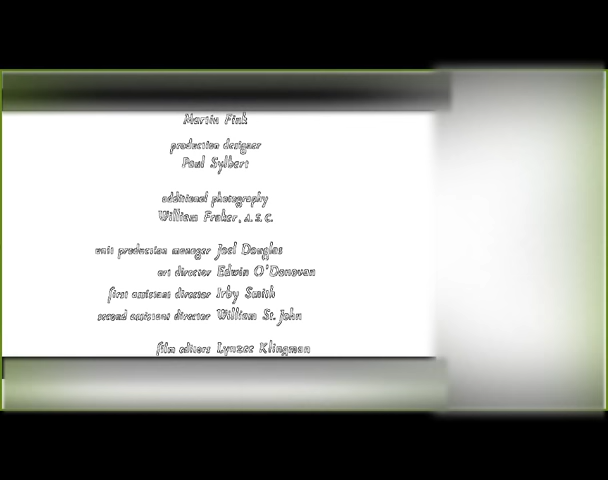 Martin Fink
production designer
Paul Sylbert
additional photography
William Fraker, A.S.C.
unit production manager Joel Douglas
art director Edwin O'Donovan
first assistant director Irby Smith
second assistant director William St. John
film editors Lynzee Klingman